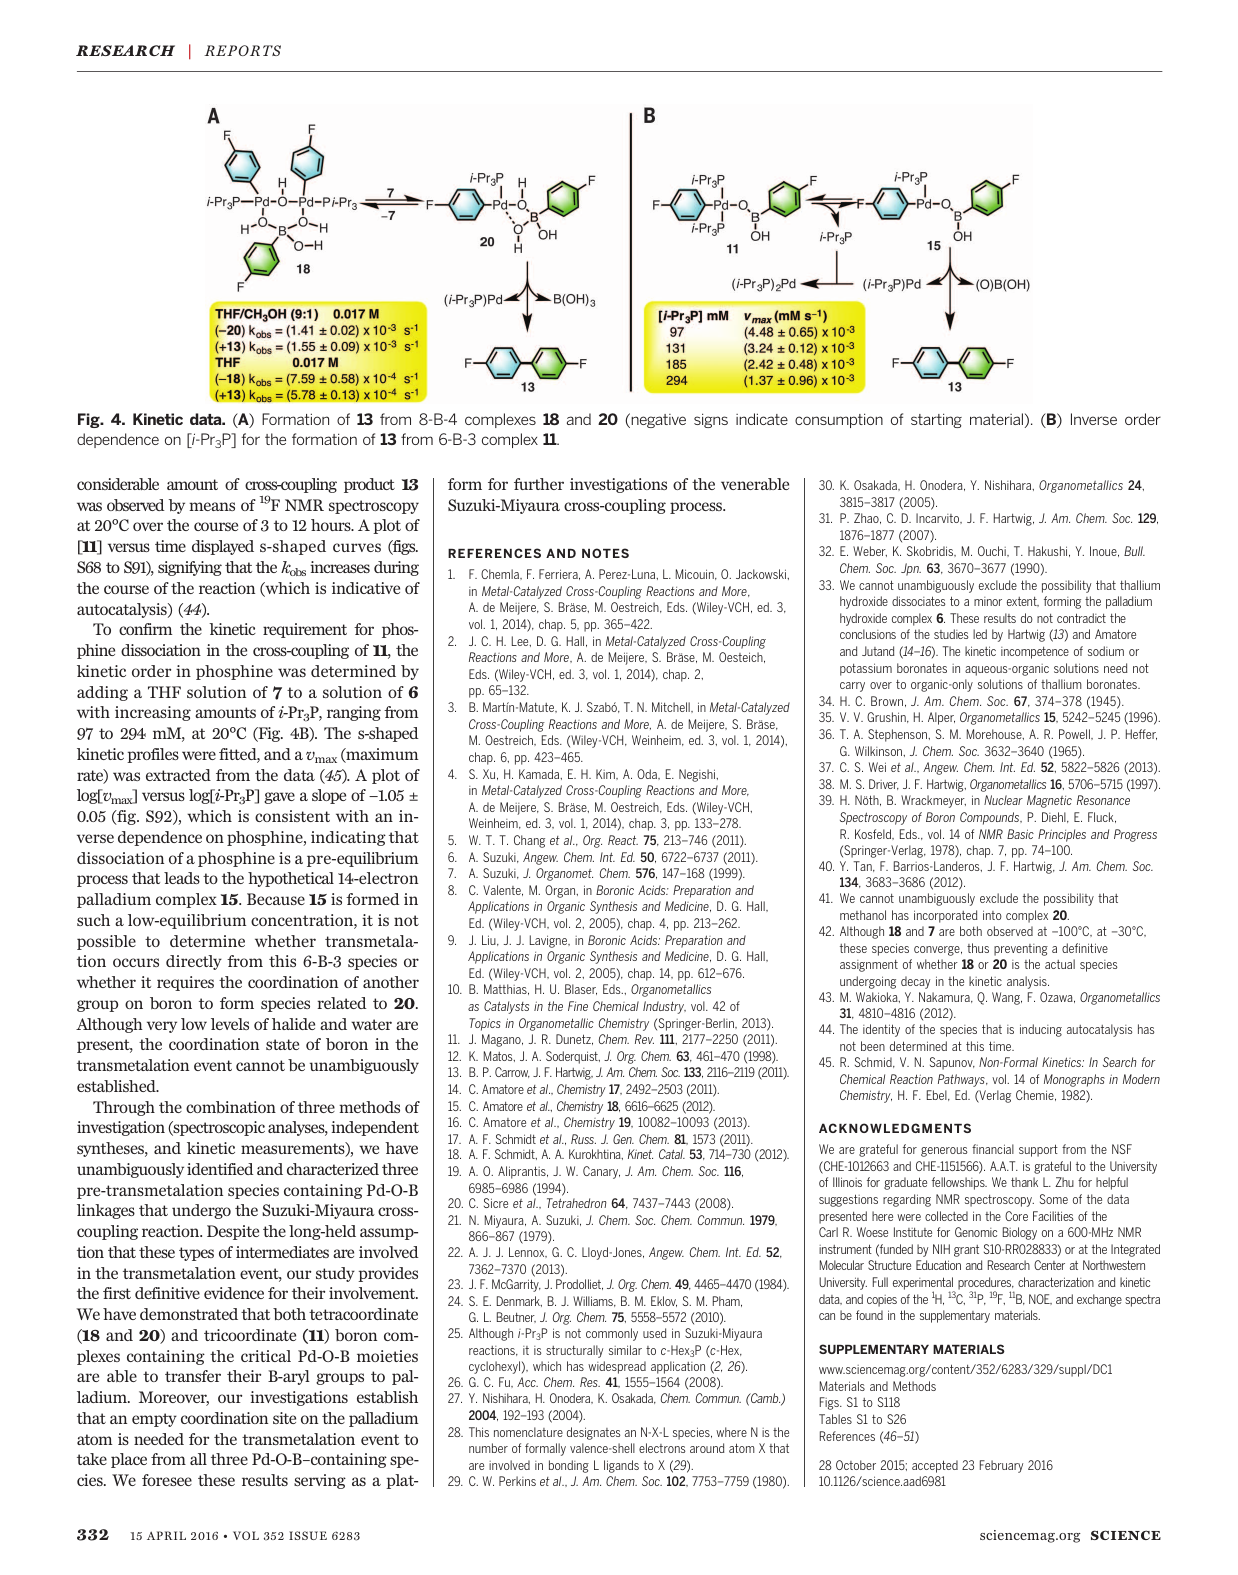 RESEARCH | REPORTS
A
F
F
H
i-Pr3P–Pd–O–Pd–Pi-Pr3
H–O B O–H
O–H
F
18
7
–7
i-Pr3P H
F
F Pd–O
B
O OH
H
20
(i-Pr3P)Pd B(OH)3
F F
13
THF/CH3OH (9:1) 0.017 M
(–20) kobs = (1.41 ± 0.02) x 10-3 s-1
(+13) kobs = (1.55 ± 0.09) x 10-3 s-1
THF 0.017 M
(–18) kobs = (7.59 ± 0.58) x 10-4 s-1
(+13) kobs = (5.78 ± 0.13) x 10-4 s-1
B
i-Pr3P F
F Pd–O
i-Pr3P B
OH
11
i-Pr3P
i-Pr3P F
F Pd–O
B
OH
15
(i-Pr3P)2Pd (i-Pr3P)Pd (O)B(OH)
[i-Pr3P] mM vmax (mM s–1)
97 (4.48 ± 0.65) x 10-3
131 (3.24 ± 0.12) x 10-3
185 (2.42 ± 0.48) x 10-3
294 (1.37 ± 0.96) x 10-3
F F
13
Fig. 4. Kinetic data. (A) Formation of 13 from 8-B-4 complexes 18 and 20 (negative signs indicate consumption of starting material). (B) Inverse order
dependence on [i-Pr3P] for the formation of 13 from 6-B-3 complex 11.
considerable amount of cross-coupling product 13
was observed by means of 19F NMR spectroscopy
at 20°C over the course of 3 to 12 hours. A plot of
[11] versus time displayed s-shaped curves (figs.
S68 to S91), signifying that the kobs increases during
the course of the reaction (which is indicative of
autocatalysis) (44).
To confirm the kinetic requirement for phos-
phine dissociation in the cross-coupling of 11, the
kinetic order in phosphine was determined by
adding a THF solution of 7 to a solution of 6
with increasing amounts of i-Pr3P, ranging from
97 to 294 mM, at 20°C (Fig. 4B). The s-shaped
kinetic profiles were fitted, and a vmax (maximum
rate) was extracted from the data (45). A plot of
log[vmax] versus log[i-Pr3P] gave a slope of –1.05 ±
0.05 (fig. S92), which is consistent with an in-
verse dependence on phosphine, indicating that
dissociation of a phosphine is a pre-equilibrium
process that leads to the hypothetical 14-electron
palladium complex 15. Because 15 is formed in
such a low-equilibrium concentration, it is not
possible to determine whether transmetala-
tion occurs directly from this 6-B-3 species or
whether it requires the coordination of another
group on boron to form species related to 20.
Although very low levels of halide and water are
present, the coordination state of boron in the
transmetalation event cannot be unambiguously
established.
Through the combination of three methods of
investigation (spectroscopic analyses, independent
syntheses, and kinetic measurements), we have
unambiguously identified and characterized three
pre-transmetalation species containing Pd-O-B
linkages that undergo the Suzuki-Miyaura cross-
coupling reaction. Despite the long-held assump-
tion that these types of intermediates are involved
in the transmetalation event, our study provides
the first definitive evidence for their involvement.
We have demonstrated that both tetracoordinate
(18 and 20) and tricoordinate (11) boron com-
plexes containing the critical Pd-O-B moieties
are able to transfer their B-aryl groups to pal-
ladium. Moreover, our investigations establish
that an empty coordination site on the palladium
atom is needed for the transmetalation event to
take place from all three Pd-O-B–containing spe-
cies. We foresee these results serving as a plat-
form for further investigations of the venerable
Suzuki-Miyaura cross-coupling process.
REFERENCES AND NOTES
1. F. Chemla, F. Ferriera, A. Perez-Luna, L. Micouin, O. Jackowski,
in Metal-Catalyzed Cross-Coupling Reactions and More,
A. de Meijere, S. Bräse, M. Oestreich, Eds. (Wiley-VCH, ed. 3,
vol. 1, 2014), chap. 5, pp. 365–422.
2. J. C. H. Lee, D. G. Hall, in Metal-Catalyzed Cross-Coupling
Reactions and More, A. de Meijere, S. Bräse, M. Oesteich,
Eds. (Wiley-VCH, ed. 3, vol. 1, 2014), chap. 2,
pp. 65–132.
3. B. Martín-Matute, K. J. Szabó, T. N. Mitchell, in Metal-Catalyzed
Cross-Coupling Reactions and More, A. de Meijere, S. Bräse,
M. Oestreich, Eds. (Wiley-VCH, Weinheim, ed. 3, vol. 1, 2014),
chap. 6, pp. 423–465.
4. S. Xu, H. Kamada, E. H. Kim, A. Oda, E. Negishi,
in Metal-Catalyzed Cross-Coupling Reactions and More,
A. de Meijere, S. Bräse, M. Oestreich, Eds. (Wiley-VCH,
Weinheim, ed. 3, vol. 1, 2014), chap. 3, pp. 133–278.
5. W. T. T. Chang et al., Org. React. 75, 213–746 (2011).
6. A. Suzuki, Angew. Chem. Int. Ed. 50, 6722–6737 (2011).
7. A. Suzuki, J. Organomet. Chem. 576, 147–168 (1999).
8. C. Valente, M. Organ, in Boronic Acids: Preparation and
Applications in Organic Synthesis and Medicine, D. G. Hall,
Ed. (Wiley-VCH, vol. 2, 2005), chap. 4, pp. 213–262.
9. J. Liu, J. J. Lavigne, in Boronic Acids: Preparation and
Applications in Organic Synthesis and Medicine, D. G. Hall,
Ed. (Wiley-VCH, vol. 2, 2005), chap. 14, pp. 612–676.
10. B. Matthias, H. U. Blaser, Eds., Organometallics
as Catalysts in the Fine Chemical Industry, vol. 42 of
Topics in Organometallic Chemistry (Springer-Berlin, 2013).
11. J. Magano, J. R. Dunetz, Chem. Rev. 111, 2177–2250 (2011).
12. K. Matos, J. A. Soderquist, J. Org. Chem. 63, 461–470 (1998).
13. B. P. Carrow, J. F. Hartwig, J. Am. Chem. Soc. 133, 2116–2119 (2011).
14. C. Amatore et al., Chemistry 17, 2492–2503 (2011).
15. C. Amatore et al., Chemistry 18, 6616–6625 (2012).
16. C. Amatore et al., Chemistry 19, 10082–10093 (2013).
17. A. F. Schmidt et al., Russ. J. Gen. Chem. 81, 1573 (2011).
18. A. F. Schmidt, A. A. Kurokhtina, Kinet. Catal. 53, 714–730 (2012).
19. A. O. Aliprantis, J. W. Canary, J. Am. Chem. Soc. 116,
6985–6986 (1994).
20. C. Sicre et al., Tetrahedron 64, 7437–7443 (2008).
21. N. Miyaura, A. Suzuki, J. Chem. Soc. Chem. Commun. 1979,
866–867 (1979).
22. A. J. J. Lennox, G. C. Lloyd-Jones, Angew. Chem. Int. Ed. 52,
7362–7370 (2013).
23. J. F. McGarrity, J. Prodolliet, J. Org. Chem. 49, 4465–4470 (1984).
24. S. E. Denmark, B. J. Williams, B. M. Eklov, S. M. Pham,
G. L. Beutner, J. Org. Chem. 75, 5558–5572 (2010).
25. Although i-Pr3P is not commonly used in Suzuki-Miyaura
reactions, it is structurally similar to c-Hex3P (c-Hex,
cyclohexyl), which has widespread application (2, 26).
26. G. C. Fu, Acc. Chem. Res. 41, 1555–1564 (2008).
27. Y. Nishihara, H. Onodera, K. Osakada, Chem. Commun. (Camb.)
2004, 192–193 (2004).
28. This nomenclature designates an N-X-L species, where N is the
number of formally valence-shell electrons around atom X that
are involved in bonding L ligands to X (29).
29. C. W. Perkins et al., J. Am. Chem. Soc. 102, 7753–7759 (1980).
30. K. Osakada, H. Onodera, Y. Nishihara, Organometallics 24,
3815–3817 (2005).
31. P. Zhao, C. D. Incarvito, J. F. Hartwig, J. Am. Chem. Soc. 129,
1876–1877 (2007).
32. E. Weber, K. Skobridis, M. Ouchi, T. Hakushi, Y. Inoue, Bull.
Chem. Soc. Jpn. 63, 3670–3677 (1990).
33. We cannot unambiguously exclude the possibility that thallium
hydroxide dissociates to a minor extent, forming the palladium
hydroxide complex 6. These results do not contradict the
conclusions of the studies led by Hartwig (13) and Amatore
and Jutand (14–16). The kinetic incompetence of sodium or
potassium boronates in aqueous-organic solutions need not
carry over to organic-only solutions of thallium boronates.
34. H. C. Brown, J. Am. Chem. Soc. 67, 374–378 (1945).
35. V. V. Grushin, H. Alper, Organometallics 15, 5242–5245 (1996).
36. T. A. Stephenson, S. M. Morehouse, A. R. Powell, J. P. Heffer,
G. Wilkinson, J. Chem. Soc. 3632–3640 (1965).
37. C. S. Wei et al., Angew. Chem. Int. Ed. 52, 5822–5826 (2013).
38. M. S. Driver, J. F. Hartwig, Organometallics 16, 5706–5715 (1997).
39. H. Nöth, B. Wrackmeyer, in Nuclear Magnetic Resonance
Spectroscopy of Boron Compounds, P. Diehl, E. Fluck,
R. Kosfeld, Eds., vol. 14 of NMR Basic Principles and Progress
(Springer-Verlag, 1978), chap. 7, pp. 74–100.
40. Y. Tan, F. Barrios-Landeros, J. F. Hartwig, J. Am. Chem. Soc.
134, 3683–3686 (2012).
41. We cannot unambiguously exclude the possibility that
methanol has incorporated into complex 20.
42. Although 18 and 7 are both observed at –100°C, at –30°C,
these species converge, thus preventing a definitive
assignment of whether 18 or 20 is the actual species
undergoing decay in the kinetic analysis.
43. M. Wakioka, Y. Nakamura, Q. Wang, F. Ozawa, Organometallics
31, 4810–4816 (2012).
44. The identity of the species that is inducing autocatalysis has
not been determined at this time.
45. R. Schmid, V. N. Sapunov, Non-Formal Kinetics: In Search for
Chemical Reaction Pathways, vol. 14 of Monographs in Modern
Chemistry, H. F. Ebel, Ed. (Verlag Chemie, 1982).
ACKNOWLEDGMENTS
We are grateful for generous financial support from the NSF
(CHE-1012663 and CHE-1151566). A.A.T. is grateful to the University
of Illinois for graduate fellowships. We thank L. Zhu for helpful
suggestions regarding NMR spectroscopy. Some of the data
presented here were collected in the Core Facilities of the
Carl R. Woese Institute for Genomic Biology on a 600-MHz NMR
instrument (funded by NIH grant S10-RR028833) or at the Integrated
Molecular Structure Education and Research Center at Northwestern
University. Full experimental procedures, characterization and kinetic
data, and copies of the 1H, 13C, 31P, 19F, 11B, NOE, and exchange spectra
can be found in the supplementary materials.
SUPPLEMENTARY MATERIALS
www.sciencemag.org/content/352/6283/329/suppl/DC1
Materials and Methods
Figs. S1 to S118
Tables S1 to S26
References (46–51)
28 October 2015; accepted 23 February 2016
10.1126/science.aad6981
332 15 APRIL 2016 • VOL 352 ISSUE 6283
sciencemag.org SCIENCE